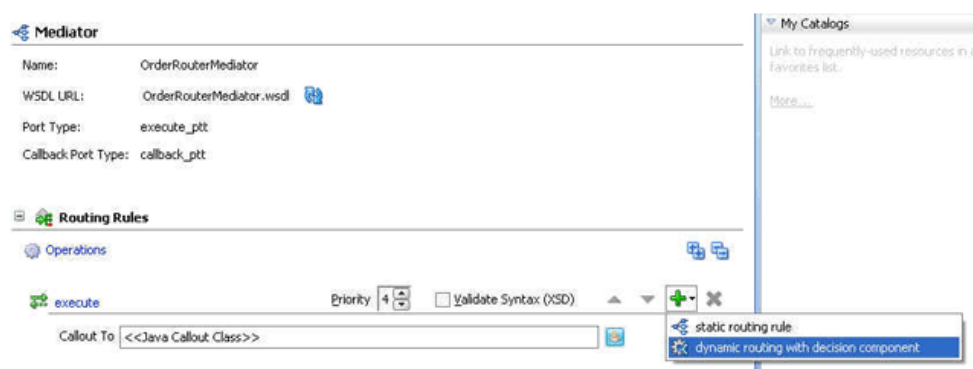 Mediator
My Catalogs
Link to frequently-used resources in a
favorites list.
More...
Name: OrderRouterMediator
WSDL URL: OrderRouterMediator.wsdl
Port Type: execute_ptt
Callback Port Type: callback_ptt
Routing Rules
Operations
execute Priority 4 Validate Syntax (XSD)
Callout To <<Java Callout Class>>
static routing rule
dynamic routing with decision component